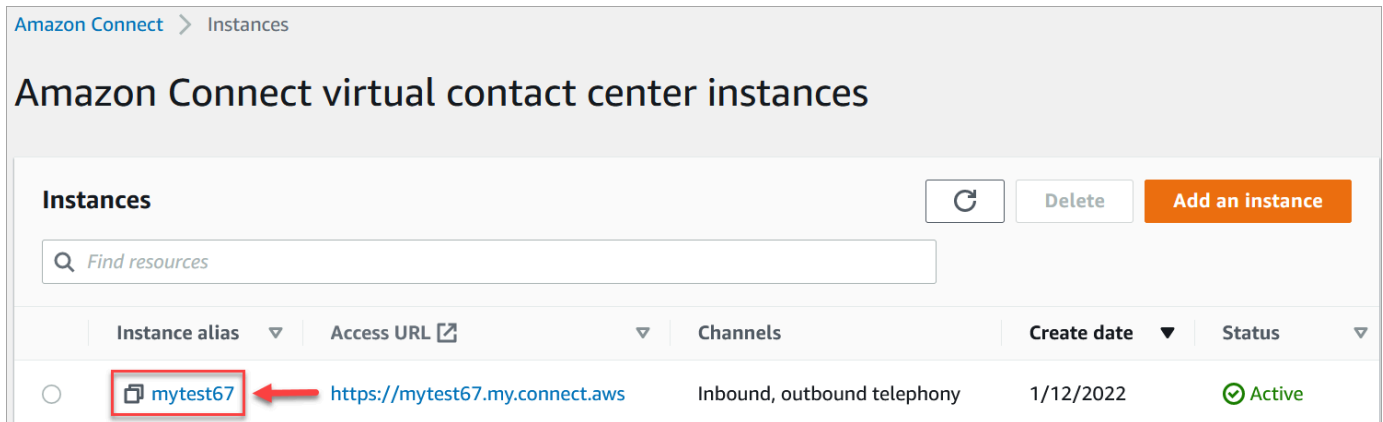 Amazon Connect > Instances
Amazon Connect virtual contact center instances
Instances
Delete
Add an instance
Find resources
Instance alias
Access URL
Channels
Create date
Status
mytest67
https://mytest67.my.connect.aws
Inbound, outbound telephony
1/12/2022
Active